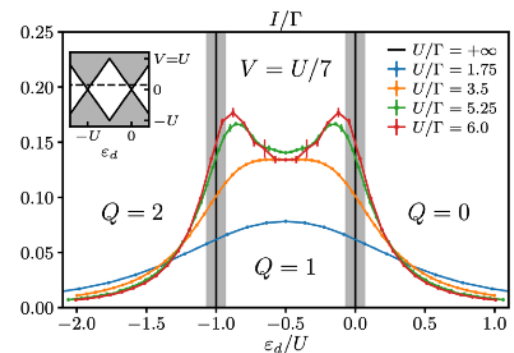 I/Γ
0.25
0.20
0.15
0.10
0.05
0.00
V = U/7
U/Γ = +∞
U/Γ = 1.75
U/Γ = 3.5
U/Γ = 5.25
U/Γ = 6.0
V=U
0
−U
−U 0
ε_d
Q = 2
Q = 1
Q = 0
−2.0 −1.5 −1.0 −0.5 0.0 0.5 1.0
ε_d/U